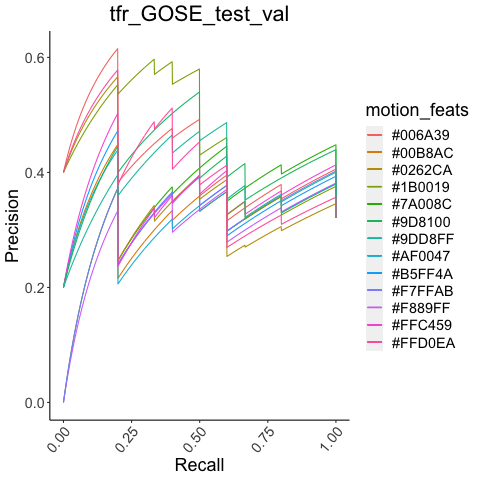 tfr_GOSE_test_val
0.6
0.4
0.2
0.0
Precision
0.00
0.25
0.50
0.75
1.00
Recall
motion_feats
#006A39
#00B8AC
#0262CA
#1B0019
#7A008C
#9D8100
#9DD8FF
#AF0047
#B5FF4A
#F7FFAB
#F889FF
#FFC459
#FFD0EA